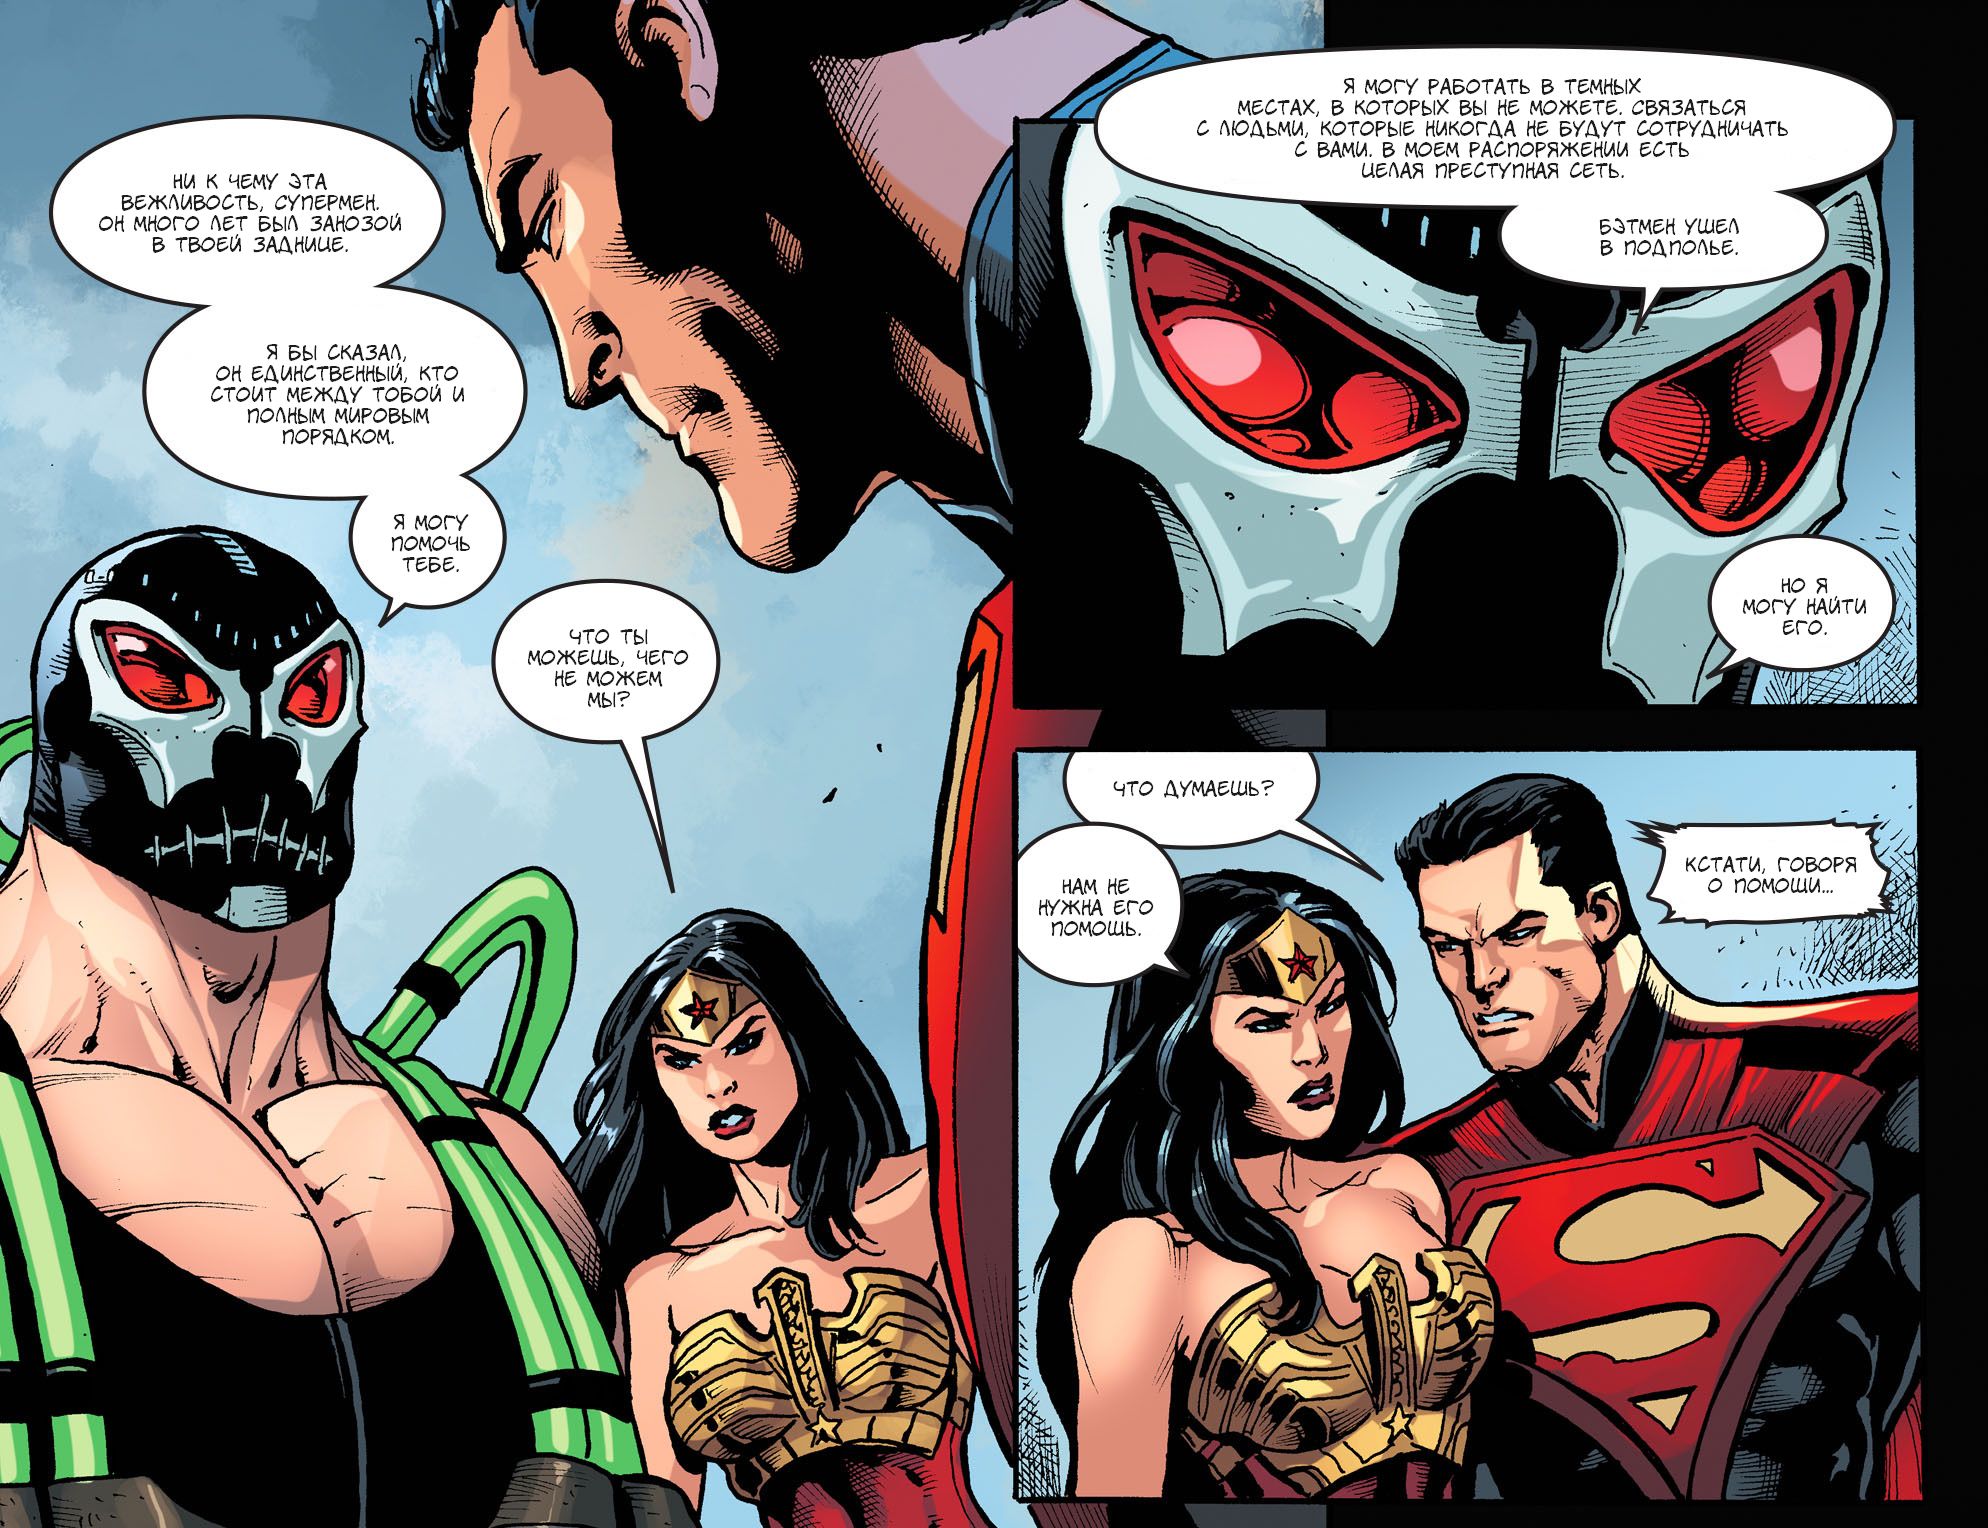 НИ К ЧЕМУ ЭТА
ВЕЖЛИВОСТЬ, СУПЕРМЕН.
ОН МНОГО ЛЕТ БЫЛ ЗАНОЗОЙ
В ТВОЕЙ ЗАДНИЦЕ.
Я БЫ СКАЗАЛ,
ОН ЕДИНСТВЕННЫЙ, КТО
СТОИТ МЕЖДУ ТОБОЙ И
ПОЛНЫМ МИРОВЫМ
ПОРЯДКОМ.
Я МОГУ
ПОМОЧЬ
ТЕБЕ.
ЧТО ТЫ
МОЖЕШЬ, ЧЕГО
НЕ МОЖЕМ
МЫ?
Я МОГУ РАБОТАТЬ В ТЕМНЫХ
МЕСТАХ, В КОТОРЫХ ВЫ НЕ МОЖЕТЕ. СВЯЗАТЬСЯ
С ЛЮДЬМИ, КОТОРЫЕ НИКОГДА НЕ БУДУТ СОТРУДНИЧАТЬ
С ВАМИ. В МОЕМ РАСПОРЯЖЕНИИ ЕСТЬ
ЦЕЛАЯ ПРЕСТУПНАЯ СЕТЬ.
БЭТМЕН УШЕЛ
В ПОДПОЛЬЕ.
НО Я
МОГУ НАЙТИ
ЕГО.
ЧТО ДУМАЕШЬ?
НАМ НЕ
НУЖНА ЕГО
ПОМОЩЬ.
КСТАТИ, ГОВОРЯ
О ПОМОЩИ...